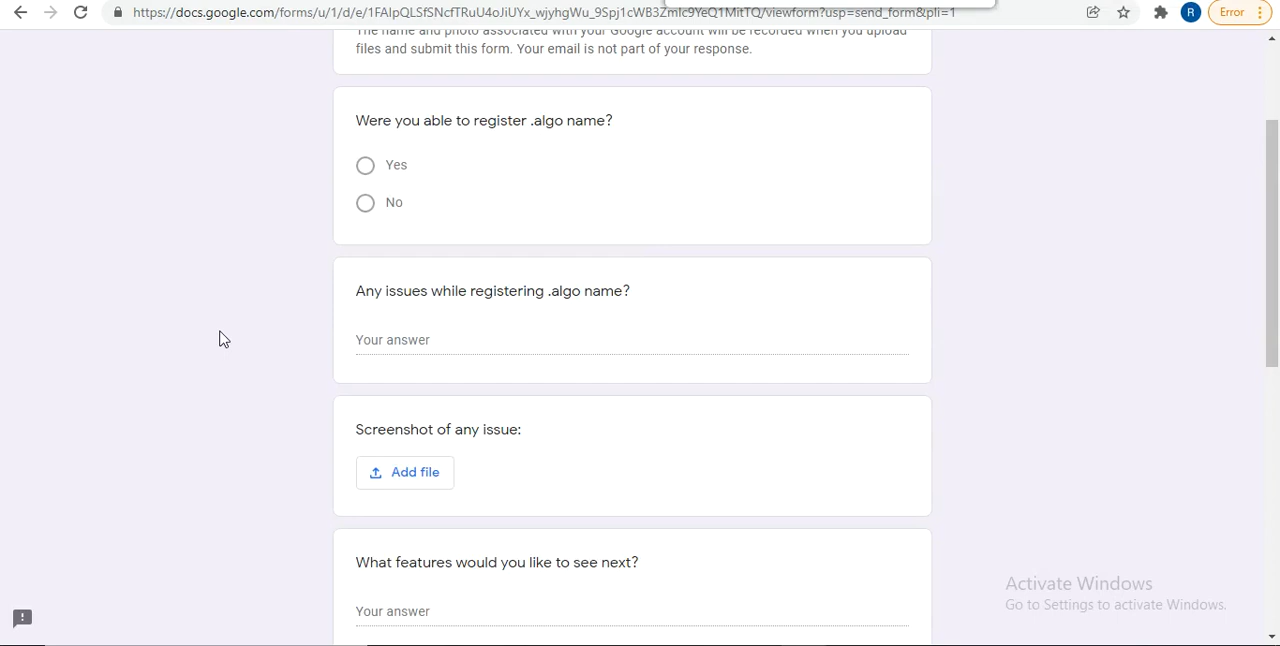 https://docs.google.com/forms/u/1/d/e/1FAIpQLSfSNcfTRuU4oJiUYx_wjyhgWu_9Spj1cWB3Zmlc9YeQ1MitTQ/viewform?usp=send_form&pli=1
R
Error
The name and photo associated with your Google account will be recorded when you upload
files and submit this form. Your email is not part of your response.
Were you able to register .algo name?
Yes
No
Any issues while registering .algo name?
Your answer
Screenshot of any issue:
Add file
What features would you like to see next?
Your answer
Activate Windows
Go to Settings to activate Windows.